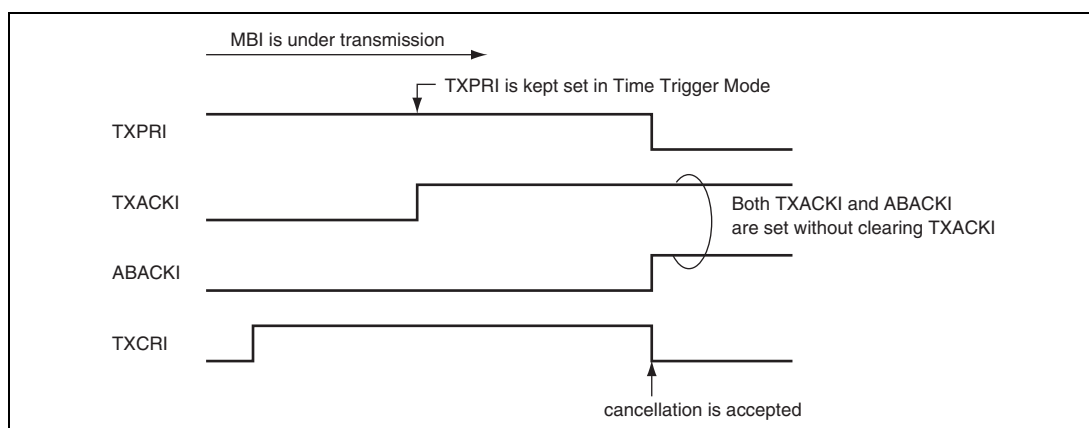 MBI is under transmission
TXPRI is kept set in Time Trigger Mode
TXPRI
TXACKI
Both TXACKI and ABACKI
are set without clearing TXACKI
ABACKI
TXCRI
cancellation is accepted